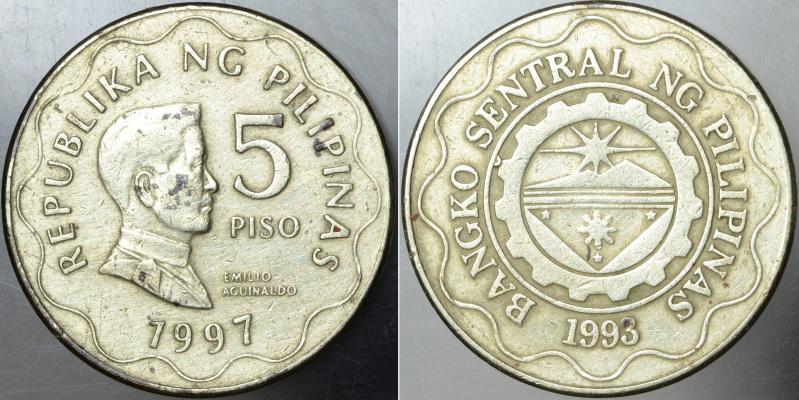 REPUBLIKA NG PILIPINAS
5
PISO
EMILIO
AGUINALDO
1997
BANGKO SENTRAL NG PILIPINAS
1993